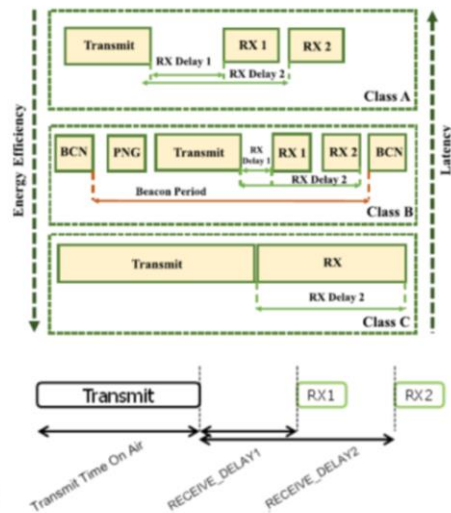 Transmit RX 1 RX 2
RX Delay 1
RX Delay 2
Class A
BCN PNG Transmit RX Delay 1 RX 1 RX 2 BCN
RX Delay 2
Beacon Period
Class B
Transmit RX
RX Delay 2
Class C
Energy Efficiency
Latency
Transmit RX1 RX2
Transmit Time On Air
RECEIVE_DELAY1
RECEIVE_DELAY2